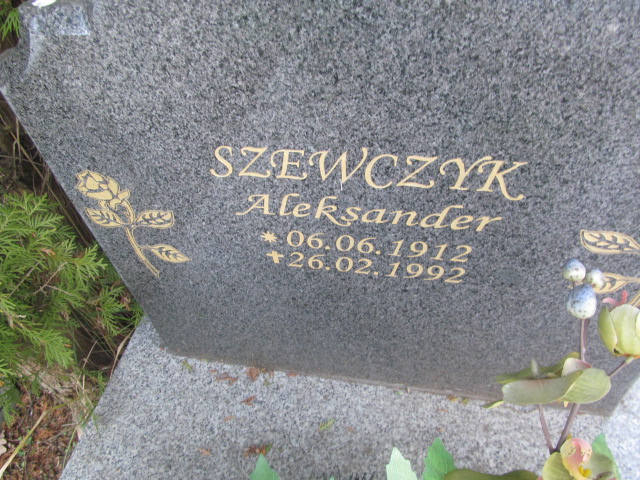 SZEWCZYK
Aleksander
* 06.06.1912
✝ 26.02.1992